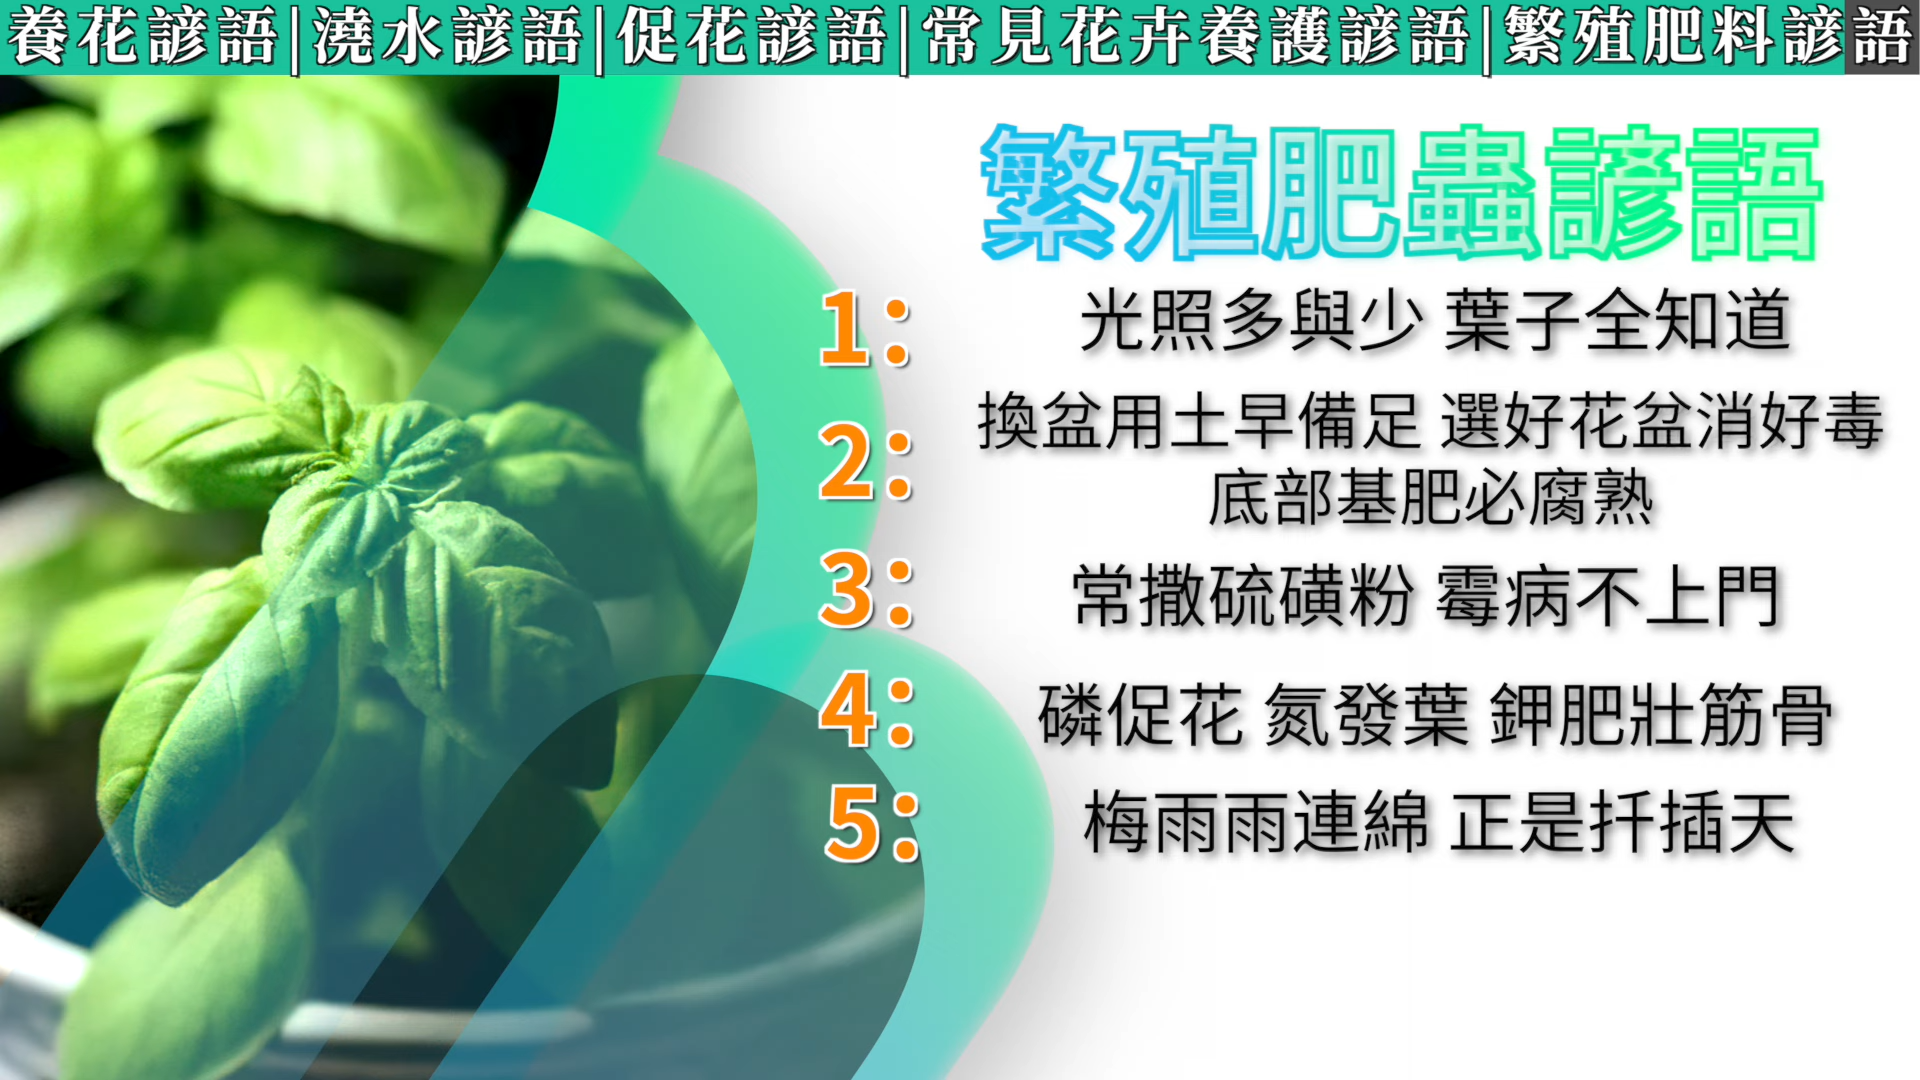 養花諺語|澆水諺語|促花諺語|常見花卉養護諺語|繁殖肥料諺語
繁殖肥蟲諺語
1： 光照多與少 葉子全知道
2： 換盆用土早備足 選好花盆消好毒
底部基肥必腐熟
3： 常撒硫磺粉 霉病不上門
4： 磷促花 氮發葉 鉀肥壯筋骨
5： 梅雨雨連綿 正是扦插天